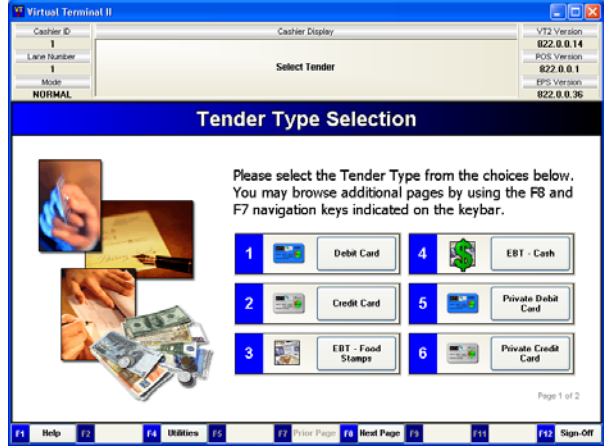 Virtual Terminal II
Cashier ID
1
Lane Number
1
Mode
NORMAL
Cashier Display
Select Tender
VT2 Version
822.0.0.14
POS Version
822.0.0.1
EPS Version
822.0.0.36
Tender Type Selection
Please select the Tender Type from the choices below.
You may browse additional pages by using the F8 and
F7 navigation keys indicated on the keybar.
1 Debit Card
4 EBT - Cash
2 Credit Card
5 Private Debit
Card
3 EBT - Food
Stamps
6 Private Credit
Card
Page 1 of 2
F1 Help F2 F4 Utilities F5 F7 Prior Page F8 Next Page F9 F11 F12 Sign-Off